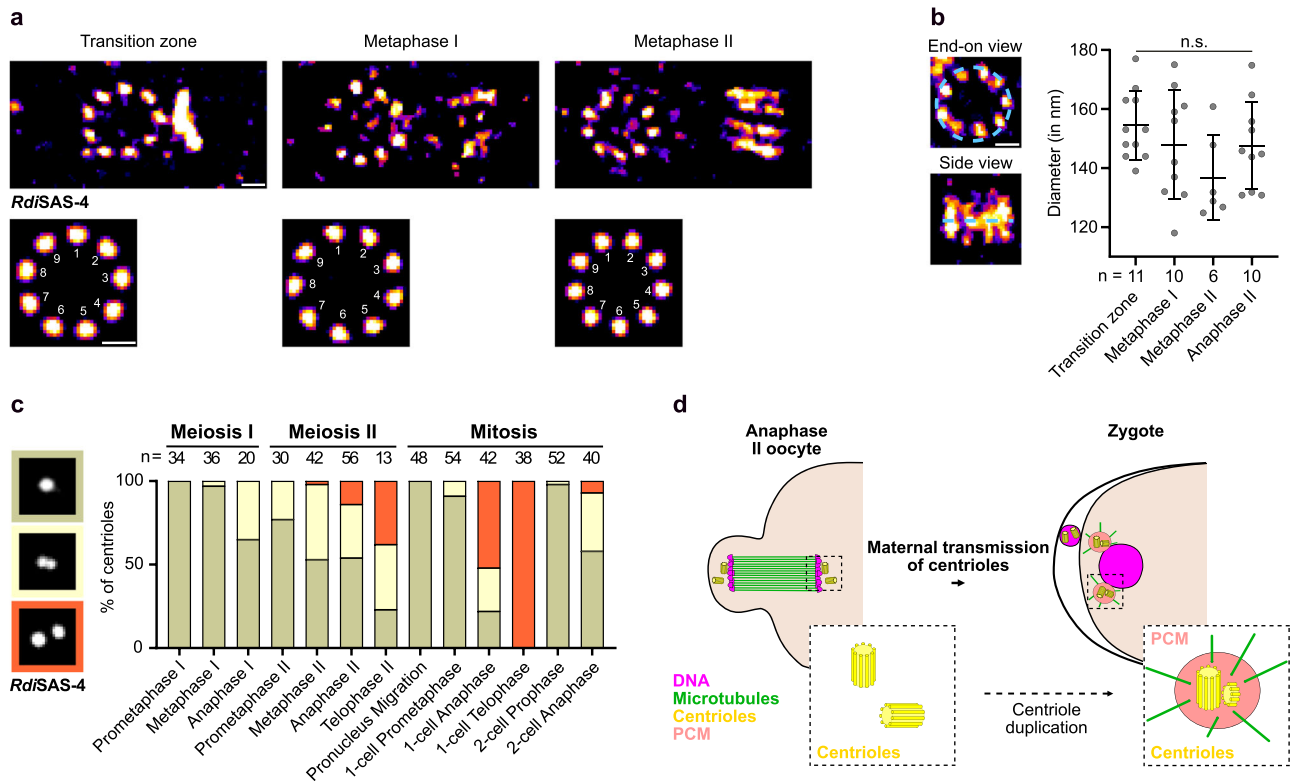 a
Transition zone
Metaphase I
Metaphase II
RdiSAS-4
1
2
3
4
5
6
7
8
9
1
2
3
4
5
6
7
8
9
1
2
3
4
5
6
7
8
9
b
End-on view
Side view
n.s.
Diameter (in nm)
180
160
140
120
n = 11 10 6 10
Transition zone
Metaphase I
Metaphase II
Anaphase II
c
RdiSAS-4
Meiosis I Meiosis II Mitosis
n= 34 36 20 30 42 56 13 48 54 42 38 52 40
% of centrioles
100
50
0
Prometaphase I
Metaphase I
Anaphase I
Prometaphase II
Metaphase II
Anaphase II
Telophase II
Pronucleus Migration
1-cell Prometaphase
1-cell Anaphase
1-cell Telophase
2-cell Prophase
2-cell Anaphase
d
Anaphase
II oocyte
Zygote
Maternal transmission
of centrioles
DNA
Microtubules
Centrioles
PCM
Centrioles
Centriole
duplication
PCM
Centrioles